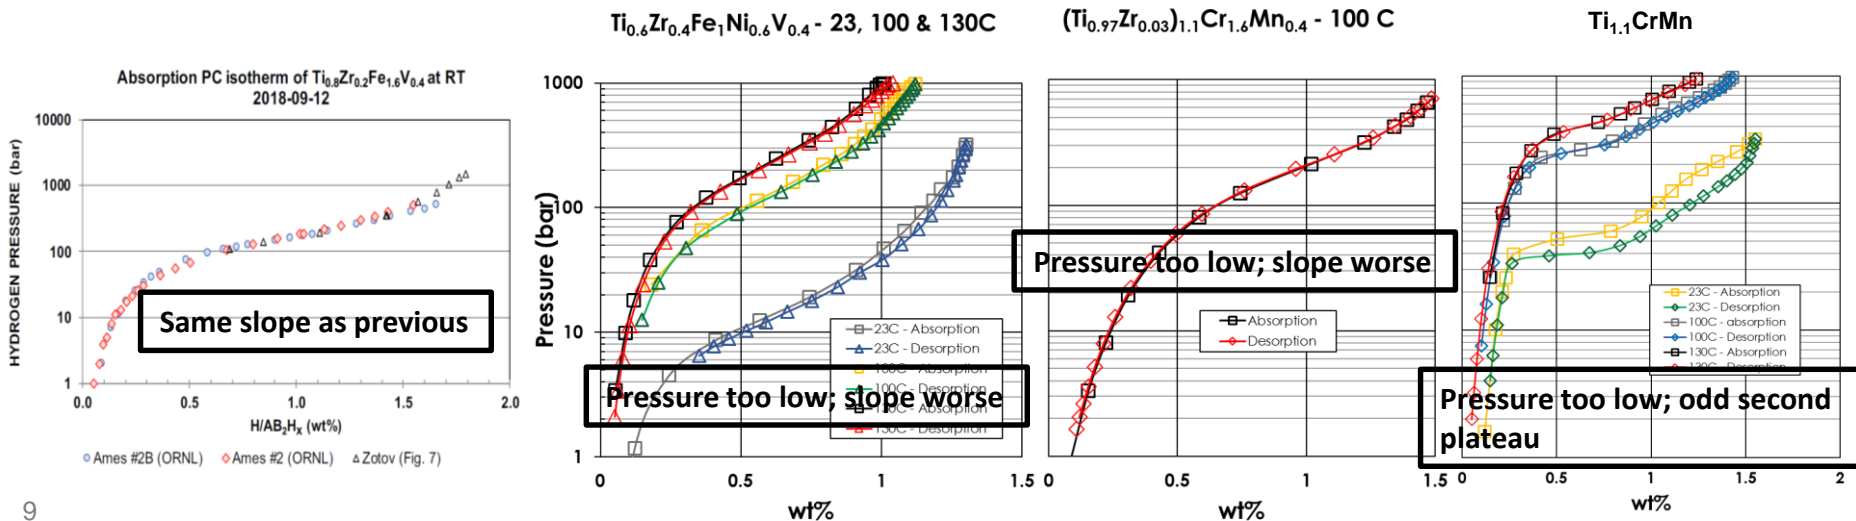 Ti0.6Zr0.4Fe1Ni0.6V0.4 - 23, 100 & 130C
(Ti0.97Zr0.03)1.1Cr1.6Mn0.4 - 100 C
Ti1.1CrMn
Absorption PC isotherm of Ti0.8Zr0.2Fe1.6V0.4 at RT
2018-09-12
HYDROGEN PRESSURE (bar)
10000
1000
100
10
1
0.0
0.5
1.0
1.5
2.0
H/AB2Hx (wt%)
Ames #2B (ORNL)
Ames #2 (ORNL)
Zotov (Fig. 7)
Same slope as previous
Pressure (bar)
1000
100
10
1
0
0.5
1
1.5
wt%
23C - Absorption
23C - Desorption
100C - Absorption
100C - Desorption
130C - Absorption
130C - Desorption
Pressure too low; slope worse
Pressure too low; slope worse
Absorption
Desorption
0
0.5
1
1.5
wt%
23C - Absorption
23C - Desorption
100C - absorption
100C - Desorption
130C - Absorption
130C - Desorption
Pressure too low; odd second
plateau
0
0.5
1
1.5
2
wt%
9